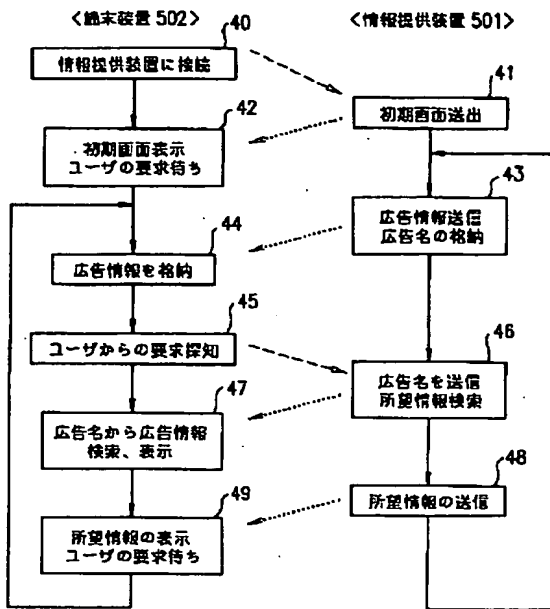 <端末装置 502>
<情報提供装置 501>
40
情報提供装置に接続
41
初期画面送出
42
初期画面表示
ユーザの要求待ち
43
広告情報送信
広告名の格納
44
広告情報を格納
45
ユーザからの要求探知
46
広告名を送信
所望情報検索
47
広告名から広告情報
検索、表示
48
所望情報の送信
49
所望情報の表示
ユーザの要求待ち